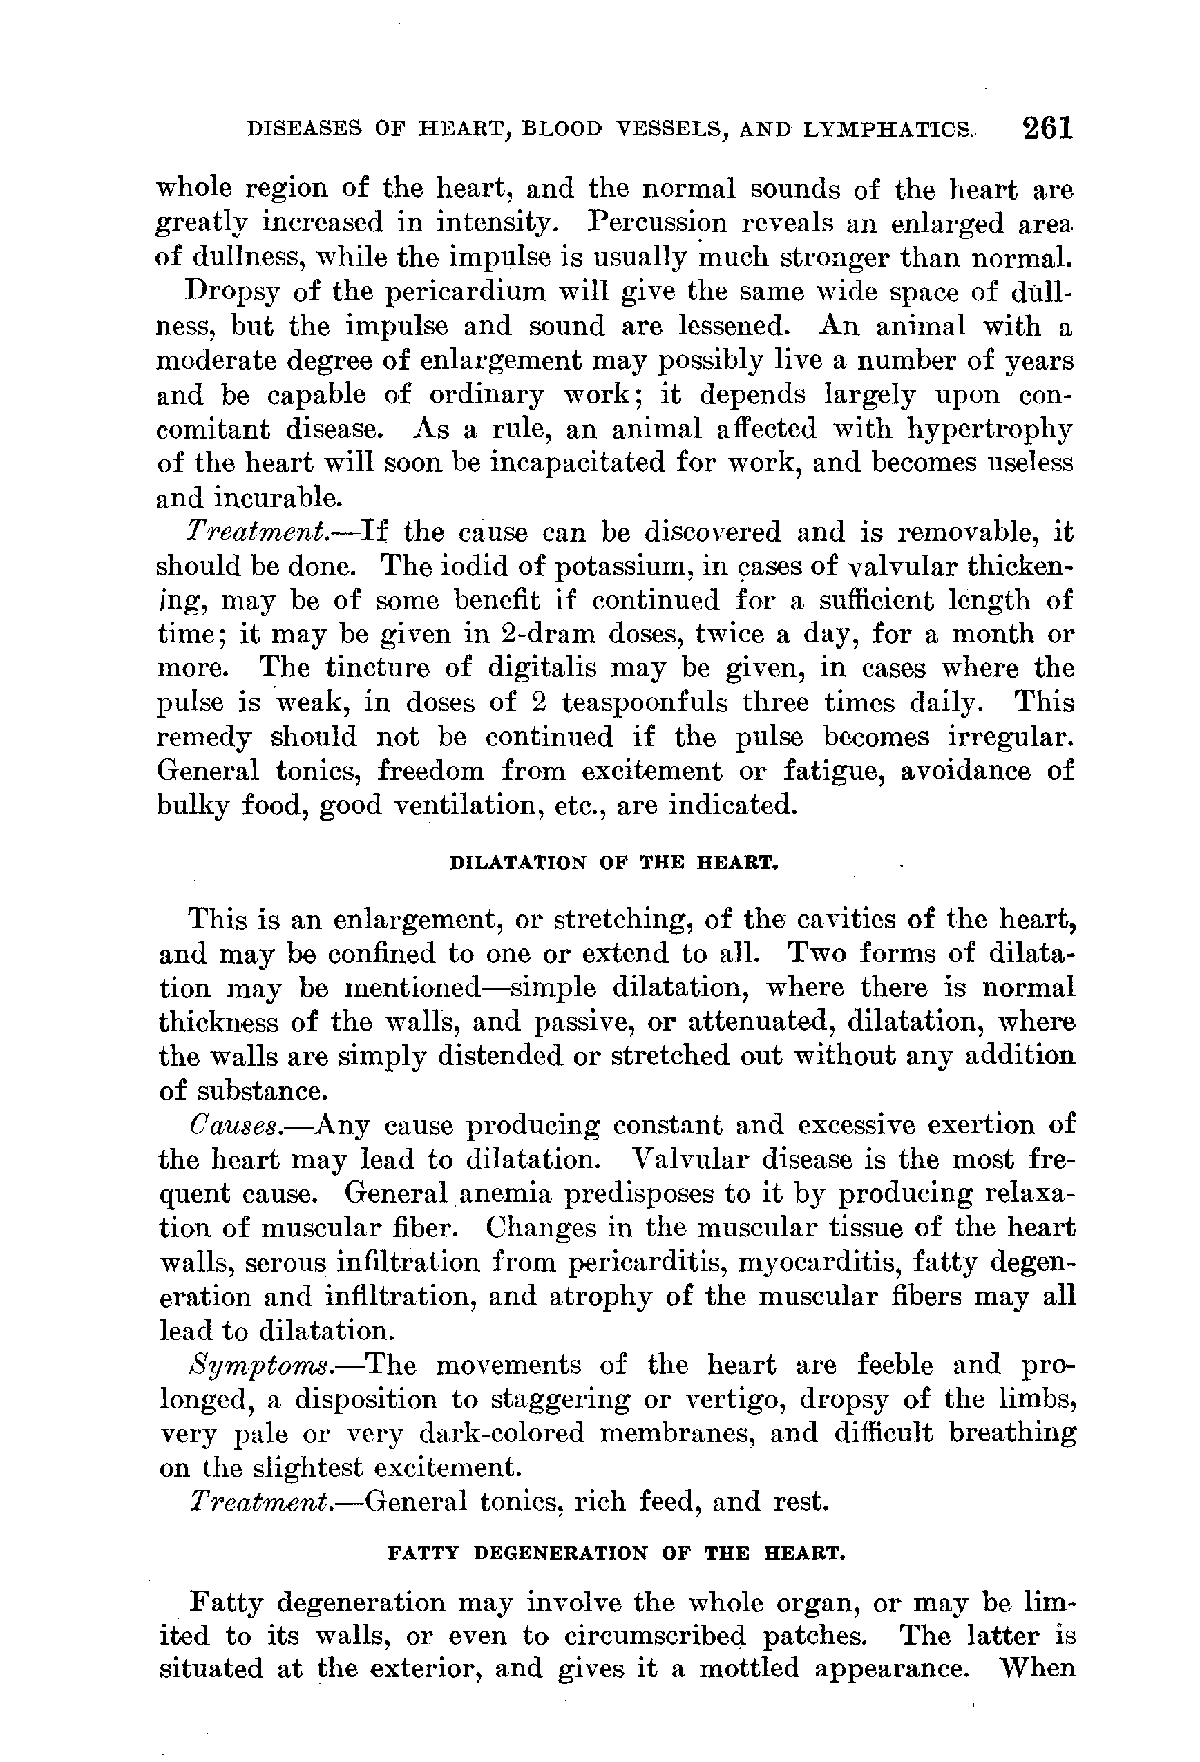 DISEASES OF HEART, BLOOD VESSELS, AND LYMPHATICS. 261
whole region of the heart, and the normal sounds of the heart are
greatly increased in intensity. Percussion reveals an enlarged area
of dullness, while the impulse is usually much stronger than normal.
Dropsy of the pericardium will give the same wide space of dull-
ness, but the impulse and sound are lessened. An animal with a
moderate degree of enlargement may possibly live a number of years
and be capable of ordinary work; it depends largely upon con-
comitant disease. As a rule, an animal affected with hypertrophy
of the heart will soon be incapacitated for work, and becomes useless
and incurable.
Treatment.—If the cause can be discovered and is removable, it
should be done. The iodid of potassium, in cases of valvular thicken-
ing, may be of some benefit if continued for a sufficient length of
time; it may be given in 2-dram doses, twice a day, for a month or
more. The tincture of digitalis may be given, in cases where the
pulse is weak, in doses of 2 teaspoonfuls three times daily. This
remedy should not be continued if the pulse becomes irregular.
General tonics, freedom from excitement or fatigue, avoidance of
bulky food, good ventilation, etc., are indicated.
DILATATION OF THE HEART.
This is an enlargement, or stretching, of the cavities of the heart,
and may be confined to one or extend to all. Two forms of dilata-
tion may be mentioned—simple dilatation, where there is normal
thickness of the walls, and passive, or attenuated, dilatation, where
the walls are simply distended or stretched out without any addition
of substance.
Causes.—Any cause producing constant and excessive exertion of
the heart may lead to dilatation. Valvular disease is the most fre-
quent cause. General anemia predisposes to it by producing relaxa-
tion of muscular fiber. Changes in the muscular tissue of the heart
walls, serous infiltration from pericarditis, myocarditis, fatty degen-
eration and infiltration, and atrophy of the muscular fibers may all
lead to dilatation.
Symptoms.—The movements of the heart are feeble and pro-
longed, a disposition to staggering or vertigo, dropsy of the limbs,
very pale or very dark-colored membranes, and difficult breathing
on the slightest excitement.
Treatment.—General tonics, rich feed, and rest.
FATTY DEGENERATION OF THE HEART.
Fatty degeneration may involve the whole organ, or may be lim-
ited to its walls, or even to circumscribed patches. The latter is
situated at the exterior, and gives it a mottled appearance. When